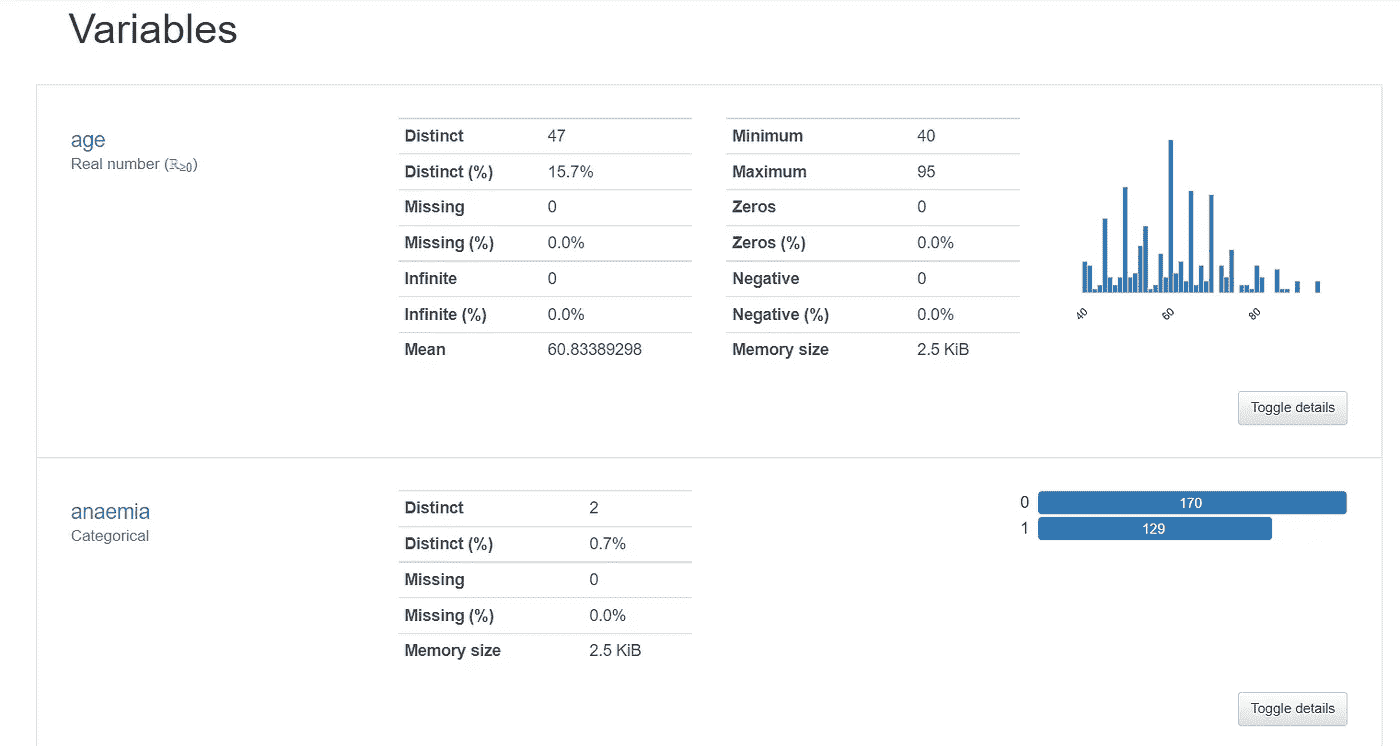 Variables
age
Real number (ℝ≥0)
Distinct 47
Distinct (%) 15.7%
Missing 0
Missing (%) 0.0%
Infinite 0
Infinite (%) 0.0%
Mean 60.83389298
Minimum 40
Maximum 95
Zeros 0
Zeros (%) 0.0%
Negative 0
Negative (%) 0.0%
Memory size 2.5 KiB
40 60 80
Toggle details
anaemia
Categorical
Distinct 2
Distinct (%) 0.7%
Missing 0
Missing (%) 0.0%
Memory size 2.5 KiB
0 170
1 129
Toggle details